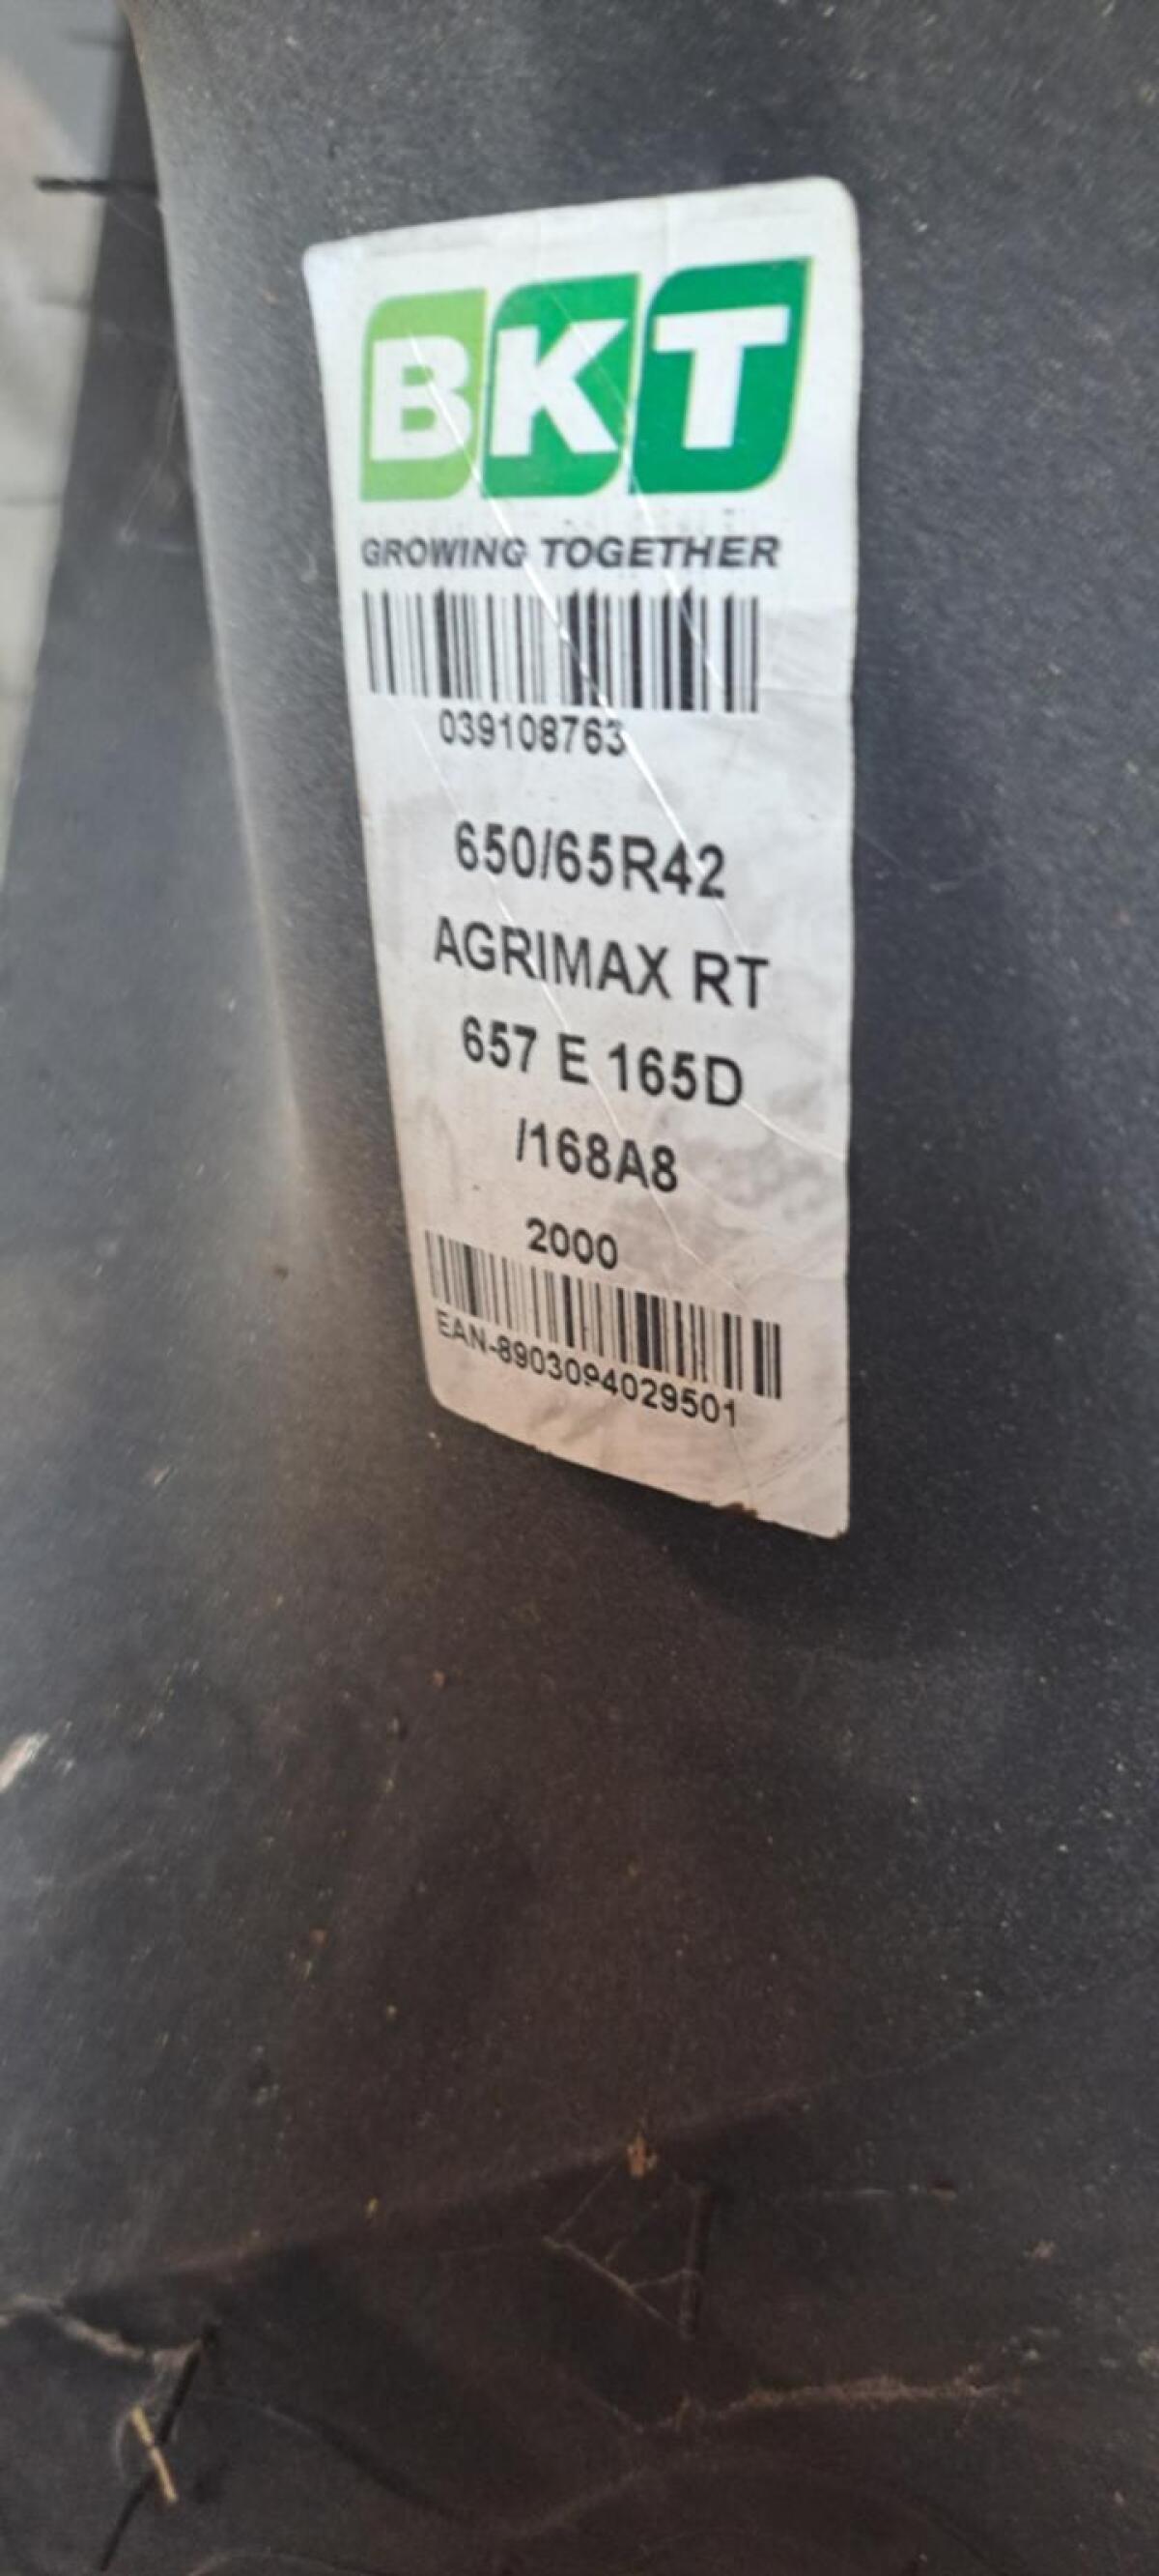 BKT
GROWING TOGETHER
039108763
650/65R42
AGRIMAX RT
657 E 165D
/168A8
2000
EAN-8903094029501